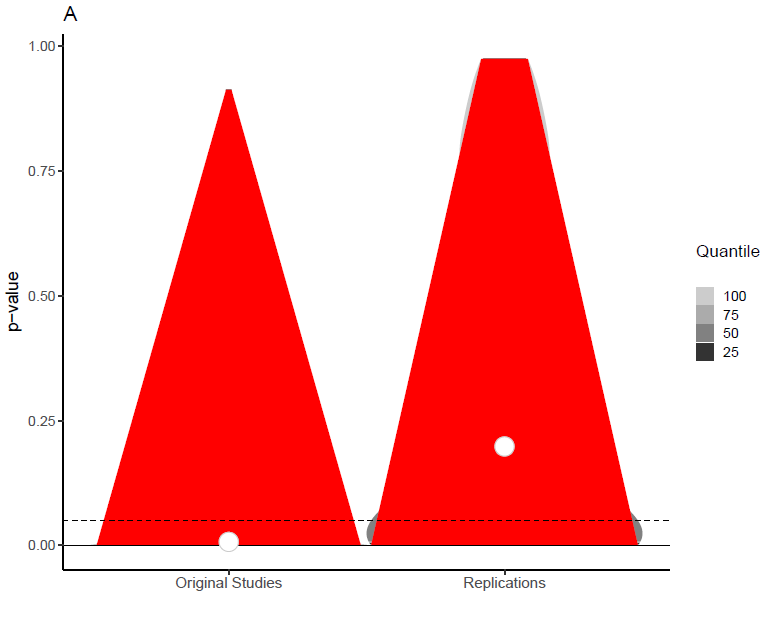 A
1.00
0.75
0.50
0.25
0.00
p-value
Original Studies
Replications
Quantile
100
75
50
25